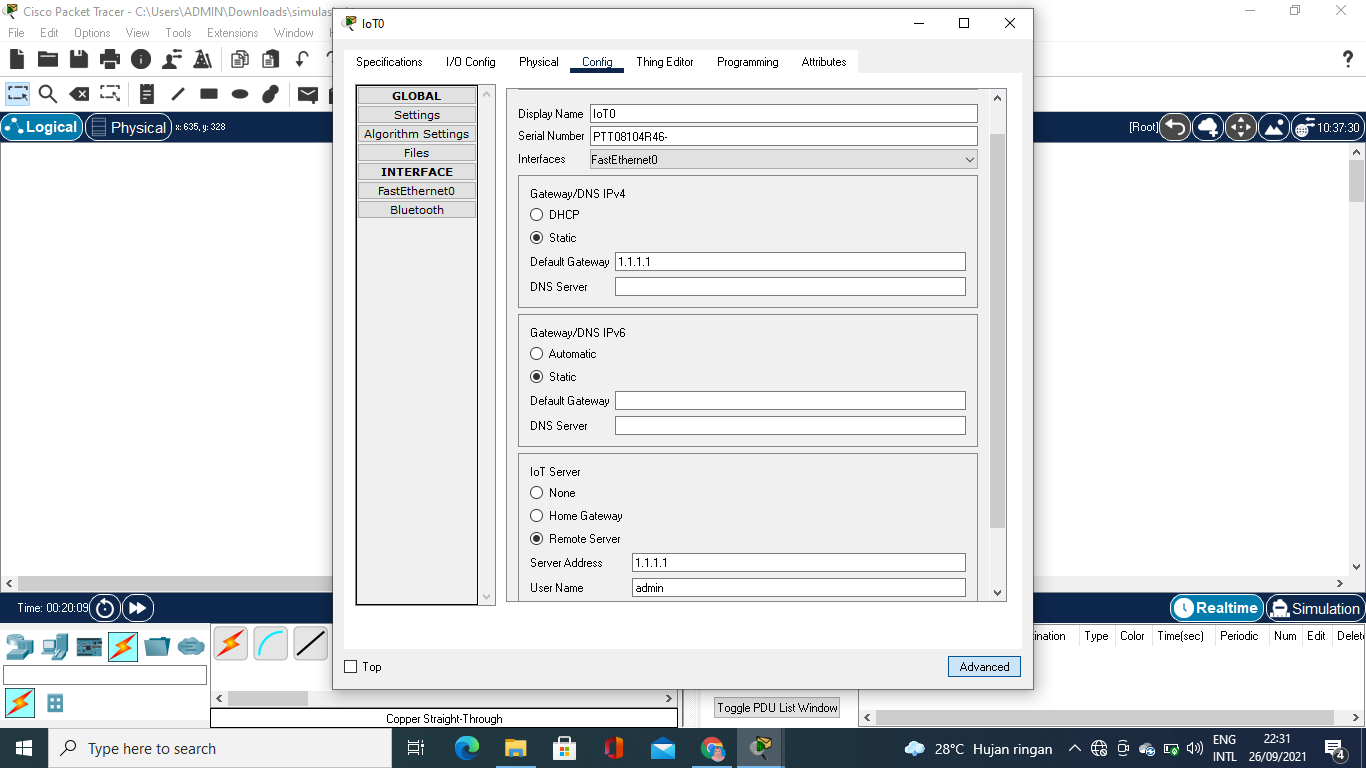 Cisco Packet Tracer - C:\Users\ADMIN\Downloads\simulas
IoT0
File Edit Options View Tools Extensions Window
Specifications I/O Config Physical Config Thing Editor Programming Attributes
GLOBAL
Settings
Algorithm Settings
Files
INTERFACE
FastEthernet0
Bluetooth
Display Name IoT0
Serial Number PTT08104R46-
Interfaces FastEthernet0
Gateway/DNS IPv4
DHCP
Static
Default Gateway 1.1.1.1
DNS Server
Gateway/DNS IPv6
Automatic
Static
Default Gateway
DNS Server
IoT Server
None
Home Gateway
Remote Server
Server Address 1.1.1.1
User Name admin
Top
Advanced
Logical Physical x: 635, y: 328
[Root] 10:37:30
Time: 00:20:09
Realtime Simulation
ination Type Color Time(sec) Periodic Num Edit Delet
Copper Straight-Through
Toggle PDU List Window
Type here to search
28°C Hujan ringan
ENG
INTL
22:31
26/09/2021
4